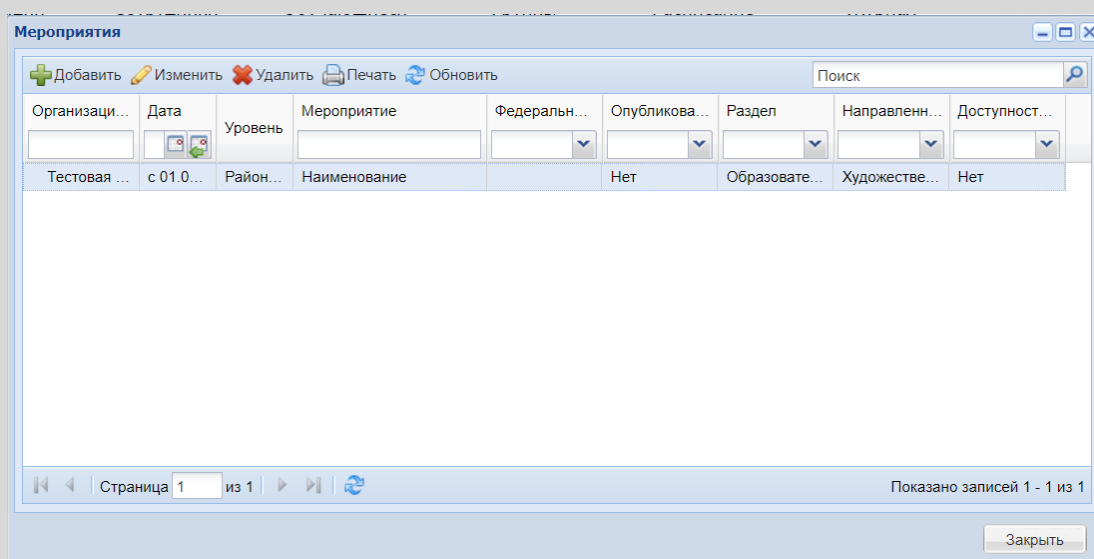 Мероприятия
Добавить Изменить Удалить Печать Обновить Поиск
Организаци... Дата Уровень Мероприятие Федеральн... Опубликова... Раздел Направленн... Доступност...
Тестовая ... с 01.0... Район... Наименование Нет Образовате... Художестве... Нет
Страница 1 из 1 Показано записей 1 - 1 из 1
Закрыть